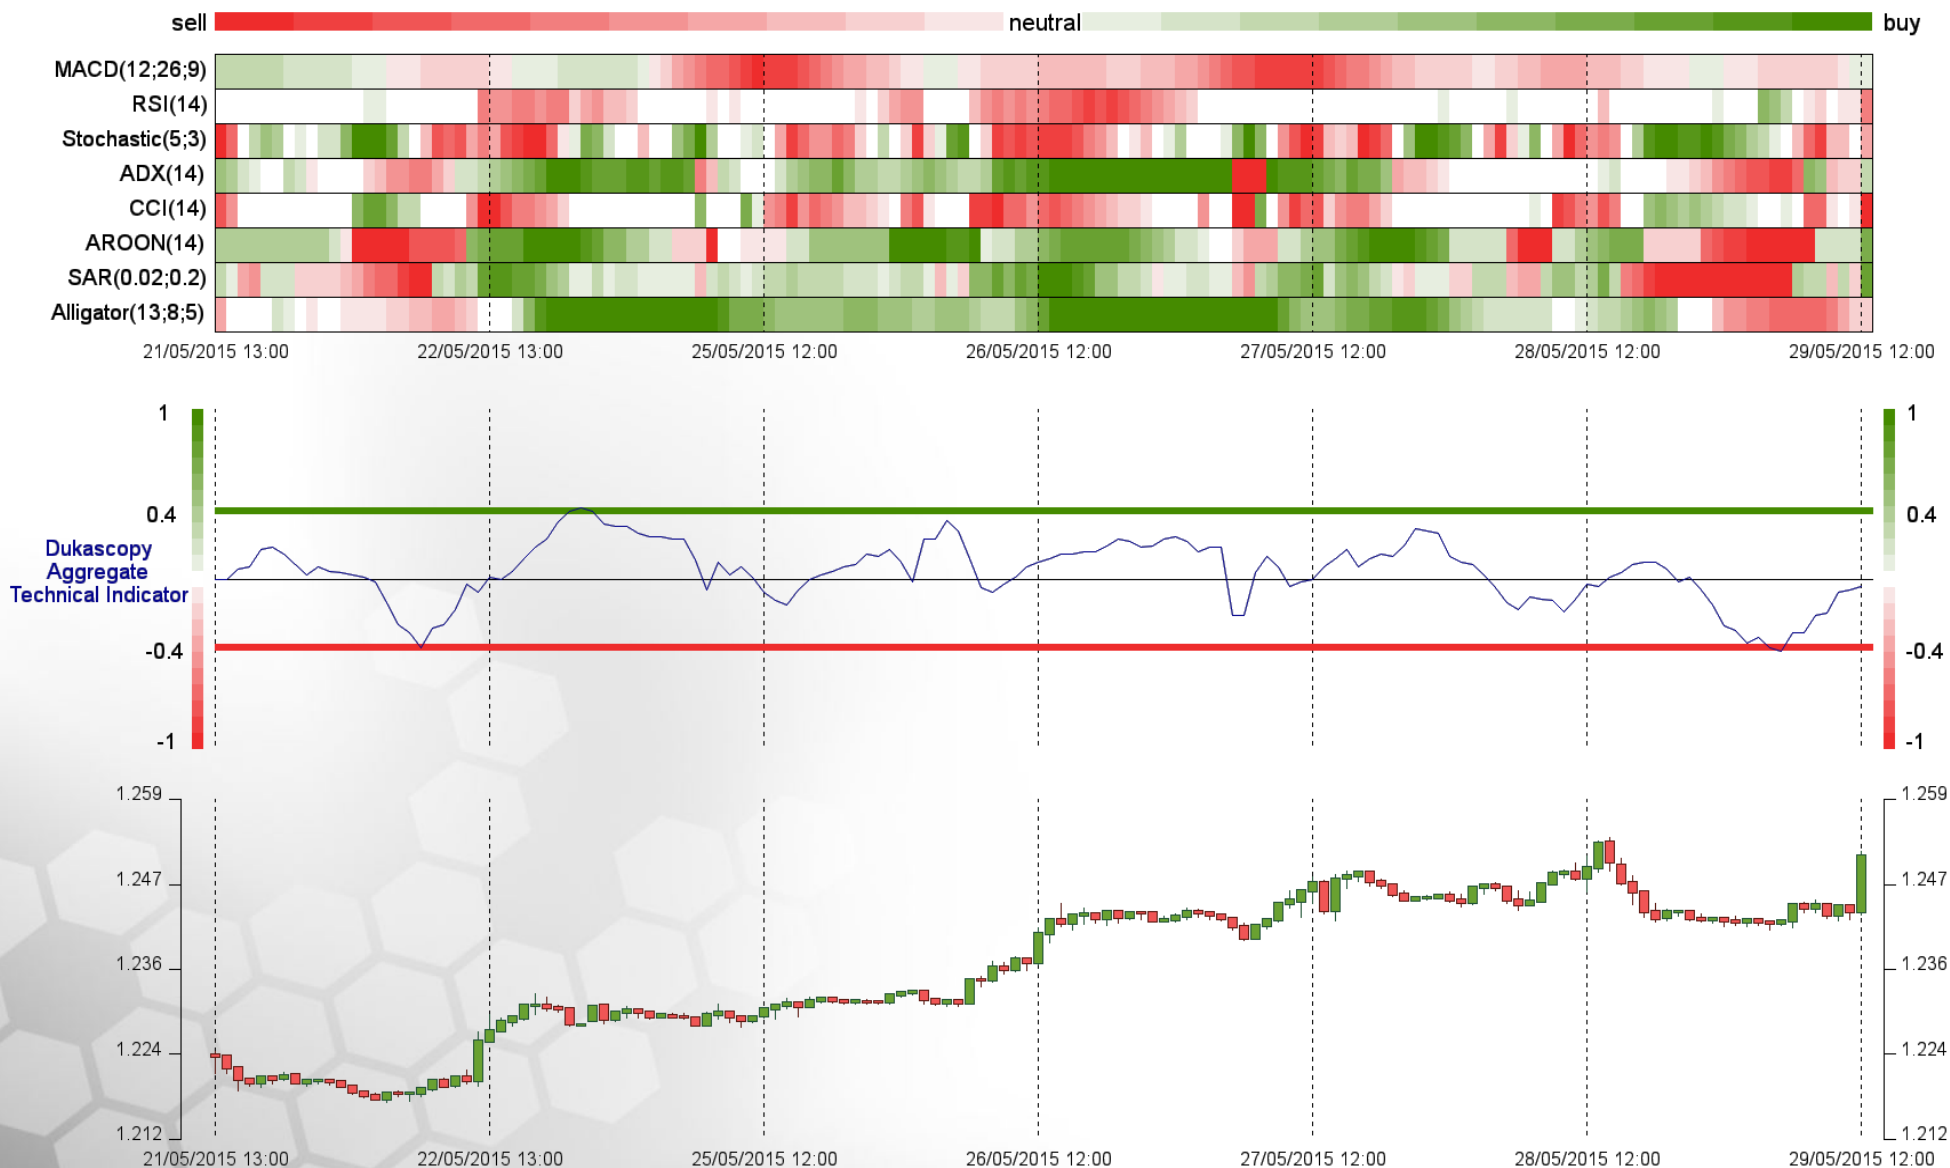 sell neutral buy
MACD(12;26;9)
RSI(14)
Stochastic(5;3)
ADX(14)
CCI(14)
AROON(14)
SAR(0.02;0.2)
Alligator(13;8;5)
21/05/2015 13:00 22/05/2015 13:00 25/05/2015 12:00 26/05/2015 12:00 27/05/2015 12:00 28/05/2015 12:00 29/05/2015 12:00
1 1
0.4 0.4
Dukascopy
Aggregate
Technical Indicator
-0.4 -0.4
-1 -1
1.259 1.259
1.247 1.247
1.236 1.236
1.224 1.224
1.212 1.212
21/05/2015 13:00 22/05/2015 13:00 25/05/2015 12:00 26/05/2015 12:00 27/05/2015 12:00 28/05/2015 12:00 29/05/2015 12:00